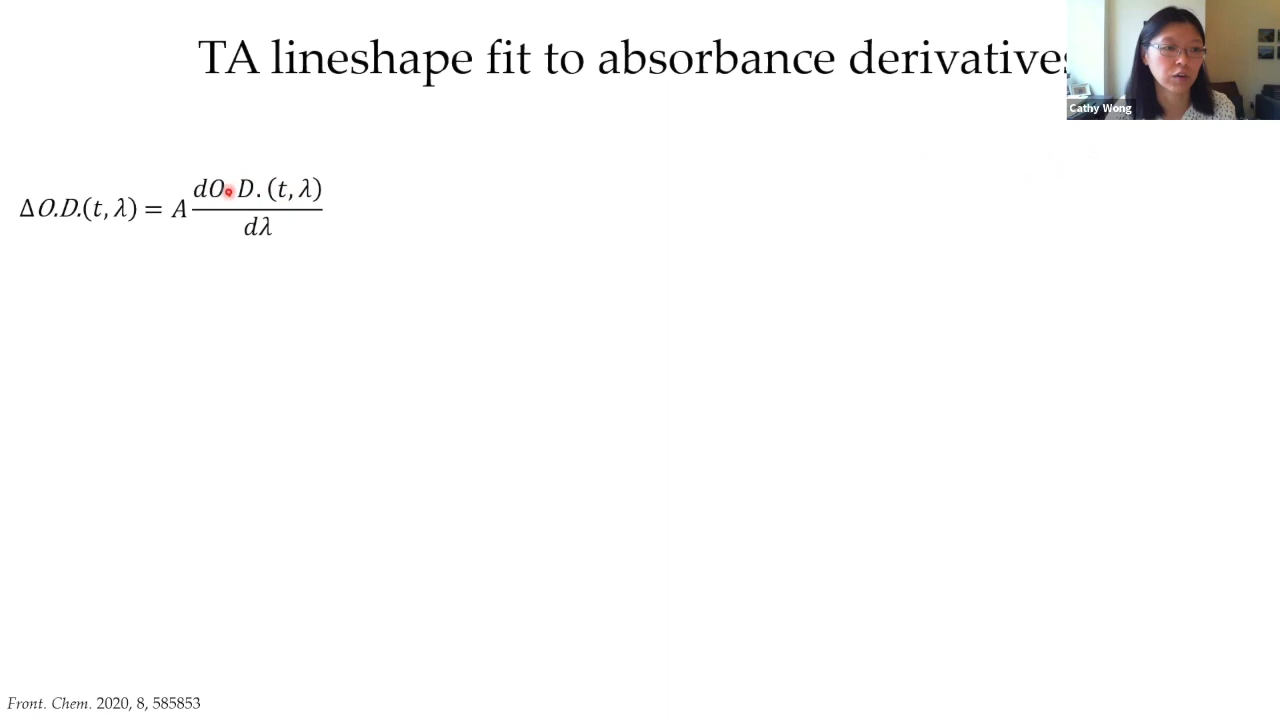 TA lineshape fit to absorbance derivatives
Cathy Wong
ΔO.D.(t, λ) = A dO.D.(t, λ) / dλ
Front. Chem. 2020, 8, 585853